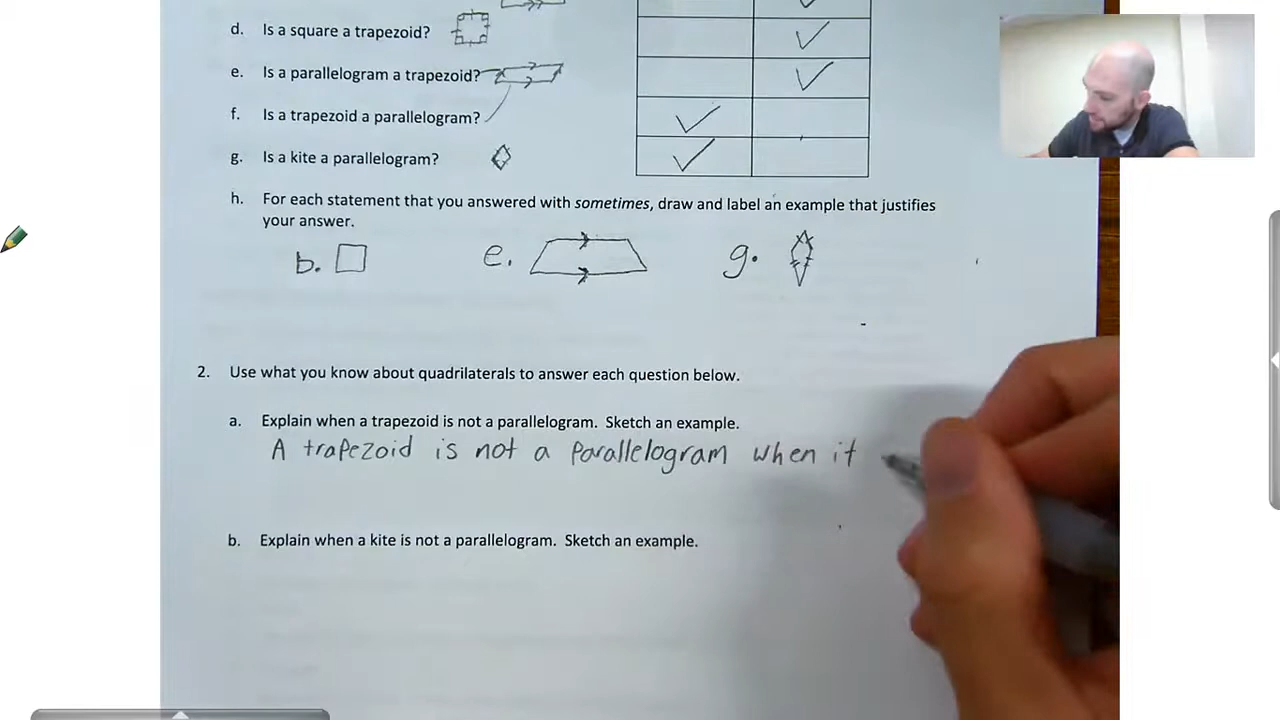 d. Is a square a trapezoid?
e. Is a parallelogram a trapezoid?
f. Is a trapezoid a parallelogram?
g. Is a kite a parallelogram?
h. For each statement that you answered with sometimes, draw and label an example that justifies
your answer.
b. e. g.
2. Use what you know about quadrilaterals to answer each question below.
a. Explain when a trapezoid is not a parallelogram. Sketch an example.
A trapezoid is not a parallelogram when it
b. Explain when a kite is not a parallelogram. Sketch an example.